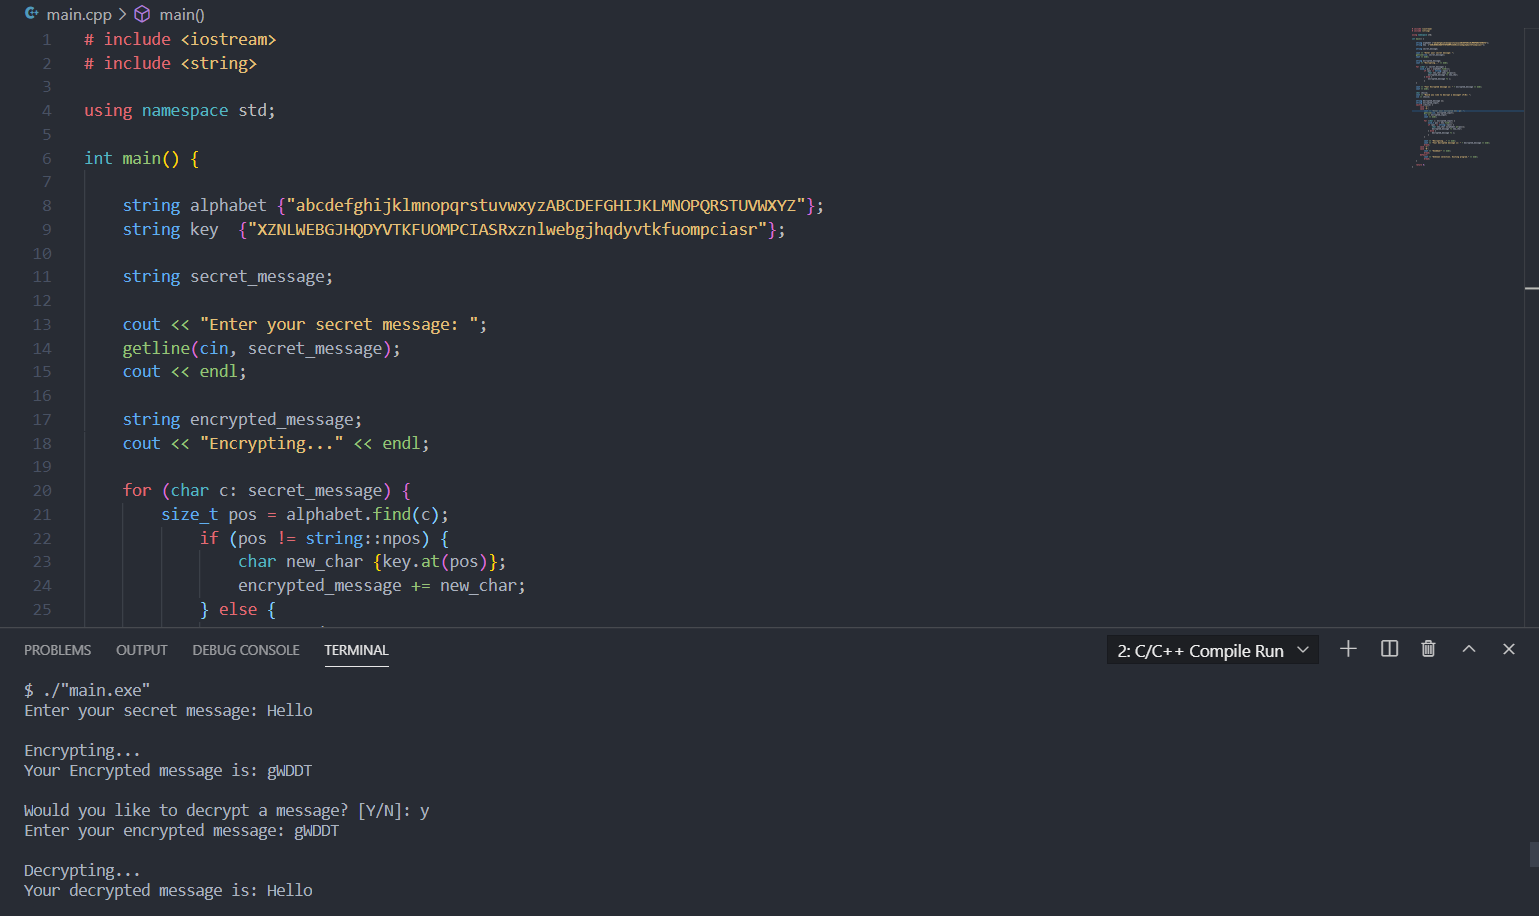 main.cpp > main()
1 # include <iostream>
2 # include <string>
3
4 using namespace std;
5
6 int main() {
7
8 string alphabet {"abcdefghijklmnopqrstuvwxyzABCDEFGHIJKLMNOPQRSTUVWXYZ"};
9 string key  {"XZNLWEBGJHQDYVTKFUOMPCIASRxznlwebgjhqdyvtkfuompciasr"};
10
11 string secret_message;
12
13 cout << "Enter your secret message: ";
14 getline(cin, secret_message);
15 cout << endl;
16
17 string encrypted_message;
18 cout << "Encrypting..." << endl;
19
20 for (char c: secret_message) {
21 size_t pos = alphabet.find(c);
22 if (pos != string::npos) {
23 char new_char {key.at(pos)};
24 encrypted_message += new_char;
25 } else {
PROBLEMS OUTPUT DEBUG CONSOLE TERMINAL 2: C/C++ Compile Run
$ ./"main.exe"
Enter your secret message: Hello
Encrypting...
Your Encrypted message is: gWDDT
Would you like to decrypt a message? [Y/N]: y
Enter your encrypted message: gWDDT
Decrypting...
Your decrypted message is: Hello